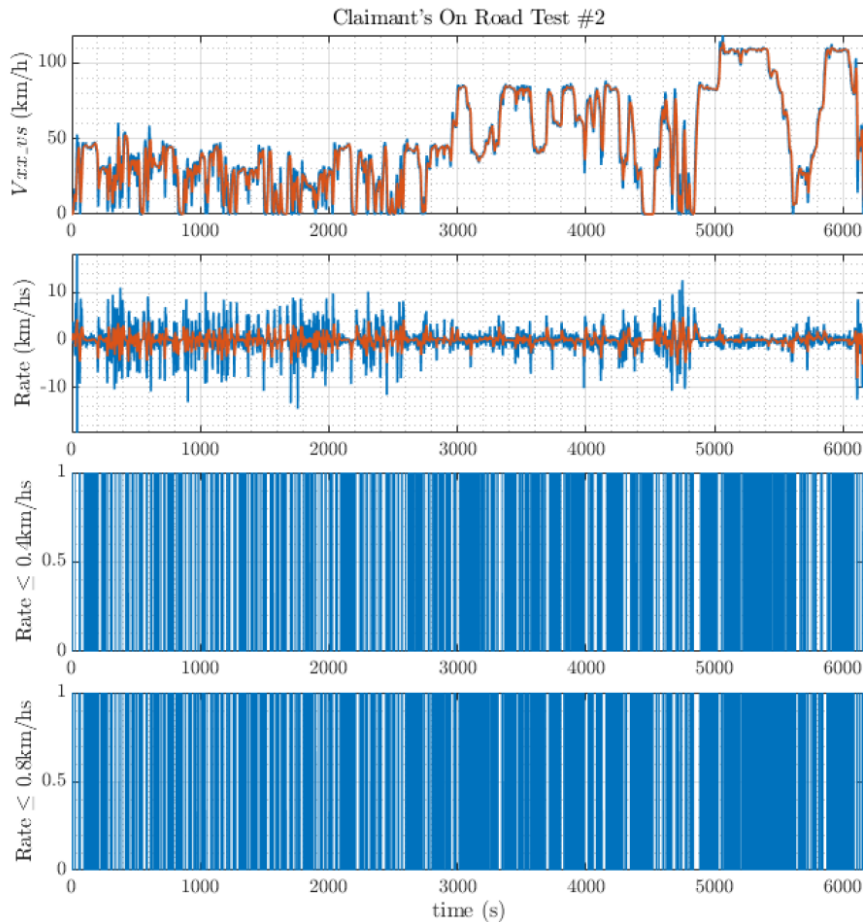 Claimant's On Road Test #2
Vxx_vs (km/h)
100
50
0
0 1000 2000 3000 4000 5000 6000
Rate (km/hs)
10
0
-10
0 1000 2000 3000 4000 5000 6000
Rate ≤ 0.4km/hs
1
0.5
0
0 1000 2000 3000 4000 5000 6000
Rate ≤ 0.8km/hs
1
0.5
0
0 1000 2000 3000 4000 5000 6000
time (s)